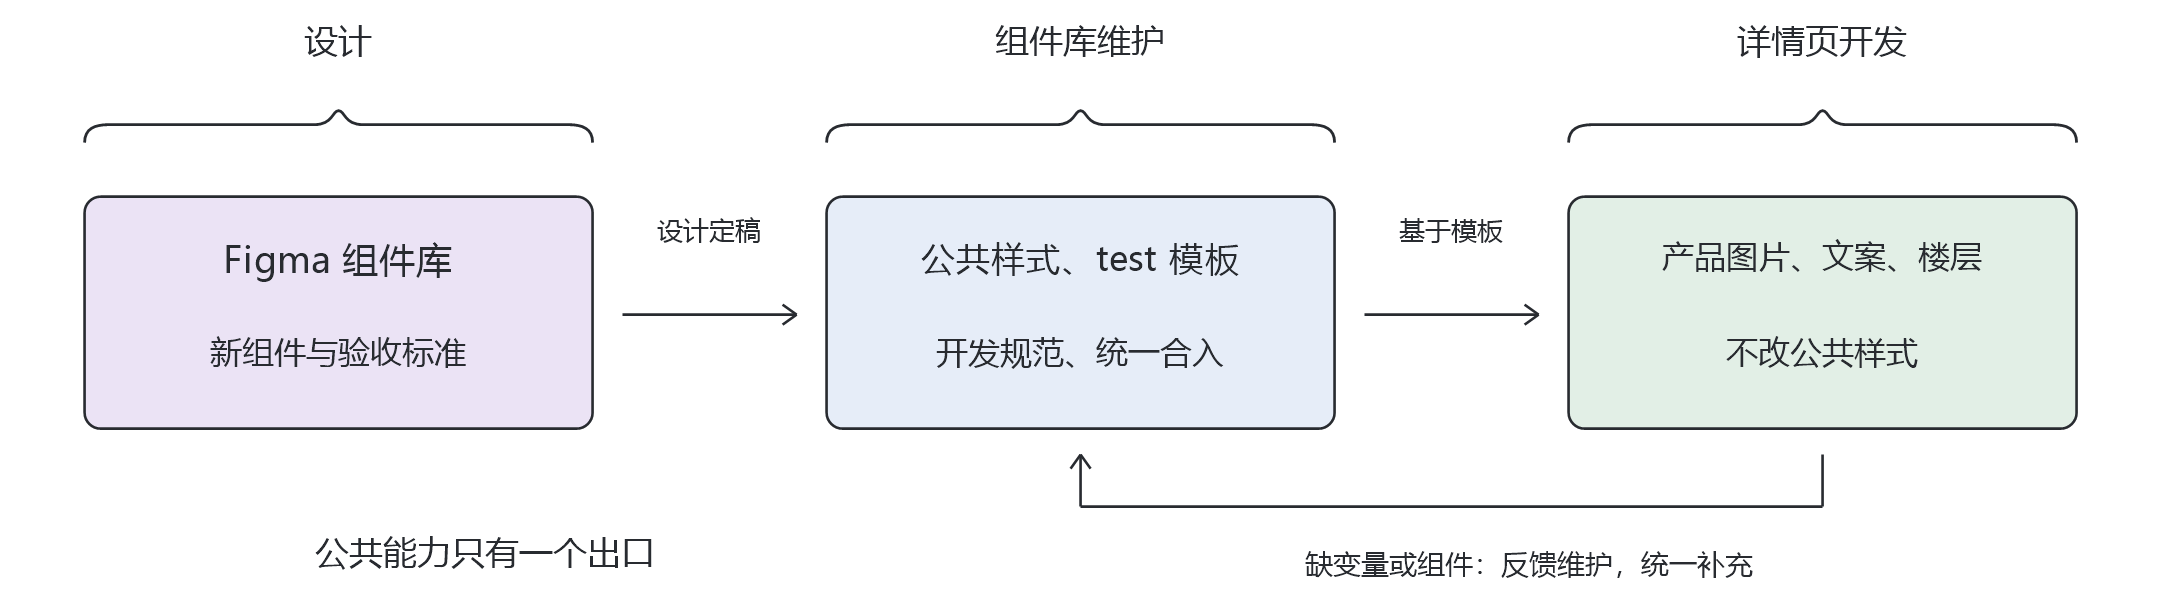 设计
组件库维护
详情页开发
Figma 组件库
新组件与验收标准
设计定稿
公共样式、test 模板
开发规范、统一合入
基于模板
产品图片、文案、楼层
不改公共样式
公共能力只有一个出口
缺变量或组件：反馈维护，统一补充